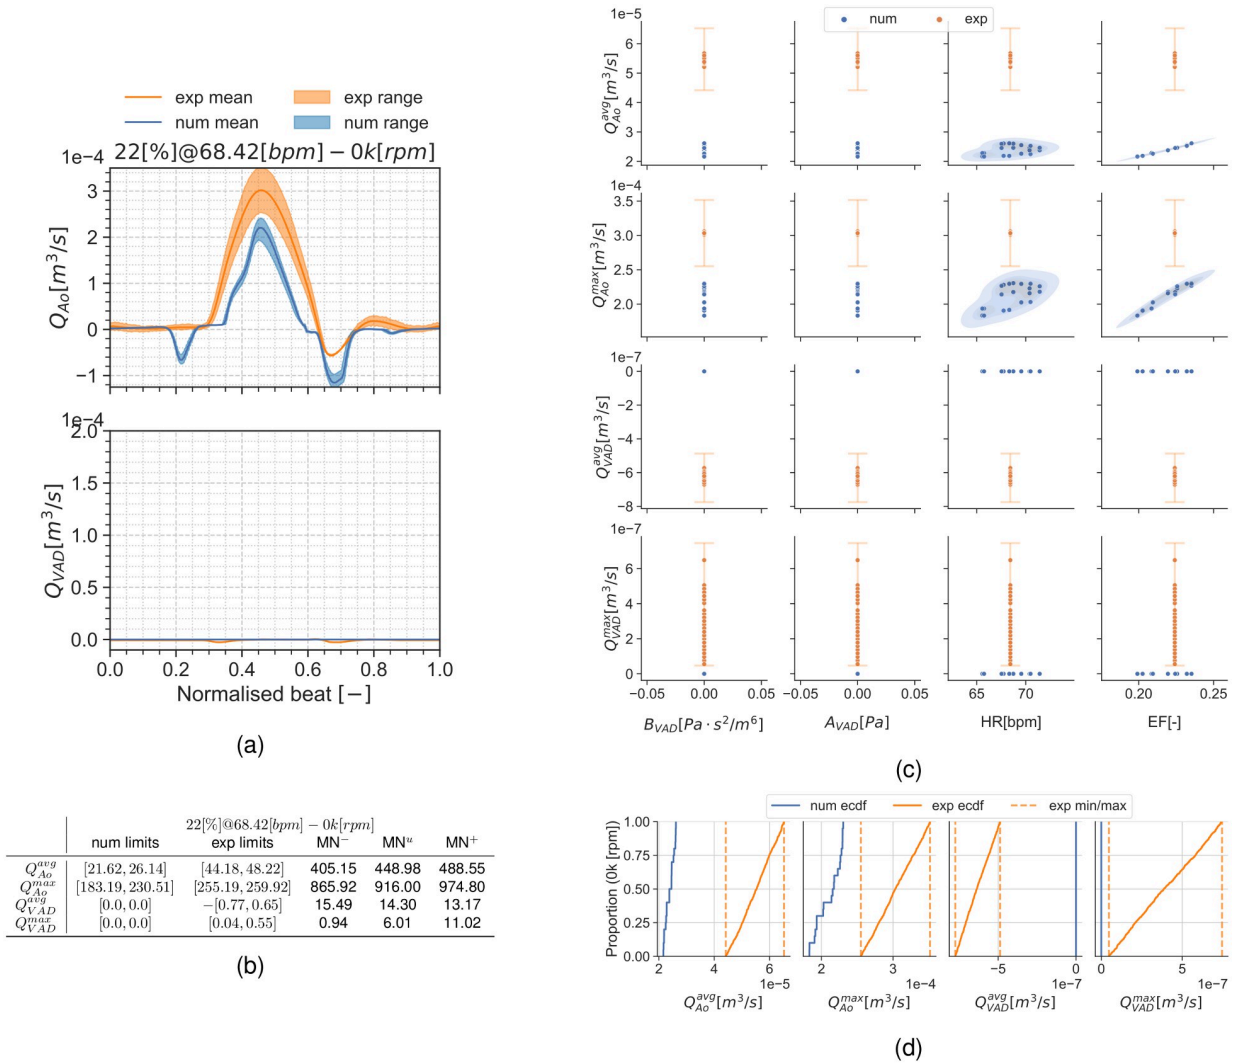 exp mean
exp range
num mean
num range
1e−4
22[%]@68.42[bpm] − 0k[rpm]
3
2
1
0
−1
Q_Ao[m^3/s]
1e−4
2.0
1.5
1.0
0.5
0.0
Q_VAD[m^3/s]
0.0 0.2 0.4 0.6 0.8 1.0
Normalised beat [−]
(a)
22[%]@68.42[bpm] − 0k[rpm]
num limits exp limits MN^− MN^u MN^+
Q_Ao^avg [21.62, 26.14] [44.18, 48.22] 405.15 448.98 488.55
Q_Ao^max [183.19, 230.51] [255.19, 259.92] 865.92 916.00 974.80
Q_VAD^avg [0.0, 0.0] −[0.77, 0.65] 15.49 14.30 13.17
Q_VAD^max [0.0, 0.0] [0.04, 0.55] 0.94 6.01 11.02
(b)
num exp
1e−5
6
5
4
3
2
Q_Ao^avg[m^3/s]
1e−4
3.5
3.0
2.5
2.0
Q_Ao^max[m^3/s]
1e−7
0
−2
−4
−6
−8
Q_VAD^avg[m^3/s]
1e−7
6
4
2
0
Q_VAD^max[m^3/s]
−0.05 0.00 0.05 −0.05 0.00 0.05 65 70 0.20 0.25
B_VAD[Pa · s^2/m^6] A_VAD[Pa] HR[bpm] EF[-]
(c)
num ecdf exp ecdf exp min/max
Proportion (0k [rpm])
1.00
0.75
0.50
0.25
0.00
2 4 6 2 3 −5 0 0 5
1e−5 1e−4 1e−7 1e−7
Q_Ao^avg[m^3/s] Q_Ao^max[m^3/s] Q_VAD^avg[m^3/s] Q_VAD^max[m^3/s]
(d)